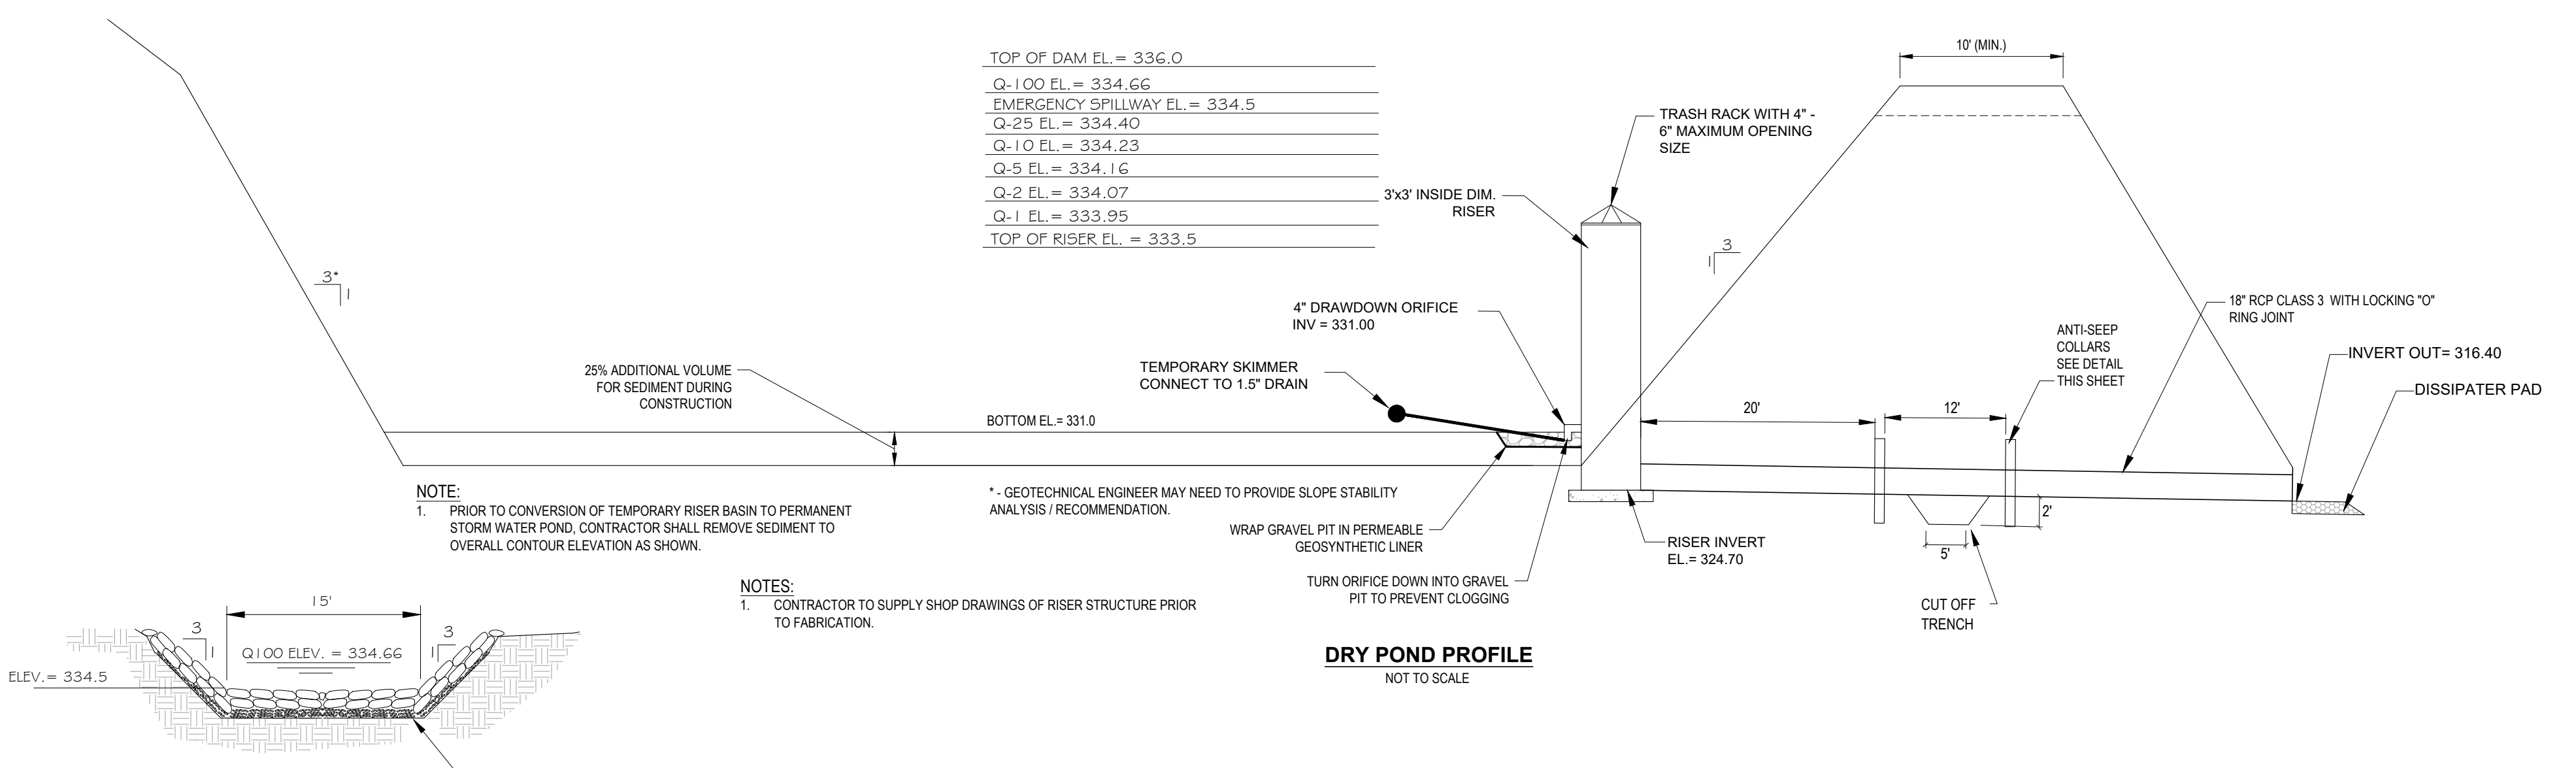 TOP OF DAM EL.= 336.0
Q-100 EL.= 334.66
EMERGENCY SPILLWAY EL.= 334.5
Q-25 EL.= 334.40
Q-10 EL.= 334.23
Q-5 EL.= 334.16
Q-2 EL.= 334.07
Q-1 EL.= 333.95
TOP OF RISER EL. = 333.5
10' (MIN.)
TRASH RACK WITH 4" -
6" MAXIMUM OPENING
SIZE
3'x3' INSIDE DIM.
RISER
3
1
3*
1
4" DRAWDOWN ORIFICE
INV = 331.00
18" RCP CLASS 3 WITH LOCKING "O"
RING JOINT
ANTI-SEEP
COLLARS
SEE DETAIL
THIS SHEET
INVERT OUT= 316.40
DISSIPATER PAD
25% ADDITIONAL VOLUME
FOR SEDIMENT DURING
CONSTRUCTION
TEMPORARY SKIMMER
CONNECT TO 1.5" DRAIN
BOTTOM EL.= 331.0
20'
12'
NOTE:
1. PRIOR TO CONVERSION OF TEMPORARY RISER BASIN TO PERMANENT
STORM WATER POND, CONTRACTOR SHALL REMOVE SEDIMENT TO
OVERALL CONTOUR ELEVATION AS SHOWN.
* - GEOTECHNICAL ENGINEER MAY NEED TO PROVIDE SLOPE STABILITY
ANALYSIS / RECOMMENDATION.
WRAP GRAVEL PIT IN PERMEABLE
GEOSYNTHETIC LINER
RISER INVERT
EL.= 324.70
2'
5'
TURN ORIFICE DOWN INTO GRAVEL
PIT TO PREVENT CLOGGING
CUT OFF
TRENCH
NOTES:
1. CONTRACTOR TO SUPPLY SHOP DRAWINGS OF RISER STRUCTURE PRIOR
TO FABRICATION.
DRY POND PROFILE
NOT TO SCALE
15'
3
1
3
1
Q100 ELEV. = 334.66
ELEV.= 334.5